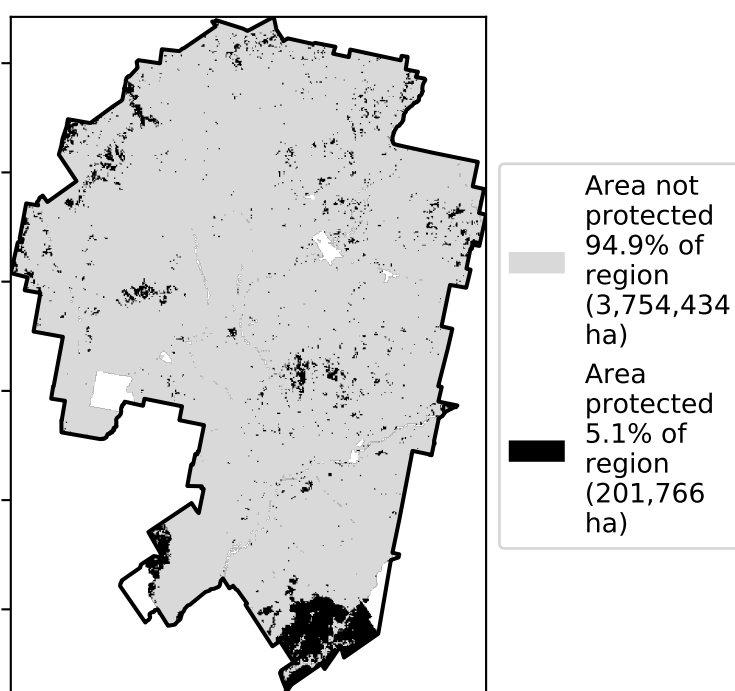 Area not
protected
94.9% of
region
(3,754,434
ha)
Area
protected
5.1% of
region
(201,766
ha)